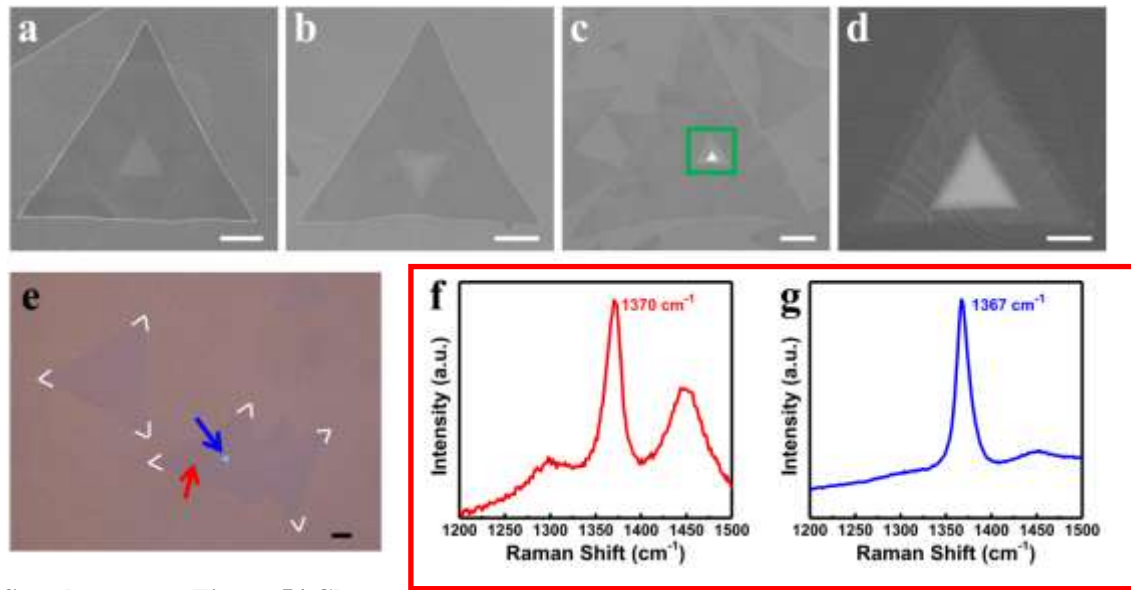 a b c d
e f g
1370 cm⁻¹ 1367 cm⁻¹
Intensity (a.u.) Intensity (a.u.)
1200 1250 1300 1350 1400 1450 1500 1200 1250 1300 1350 1400 1450 1500
Raman Shift (cm⁻¹) Raman Shift (cm⁻¹)